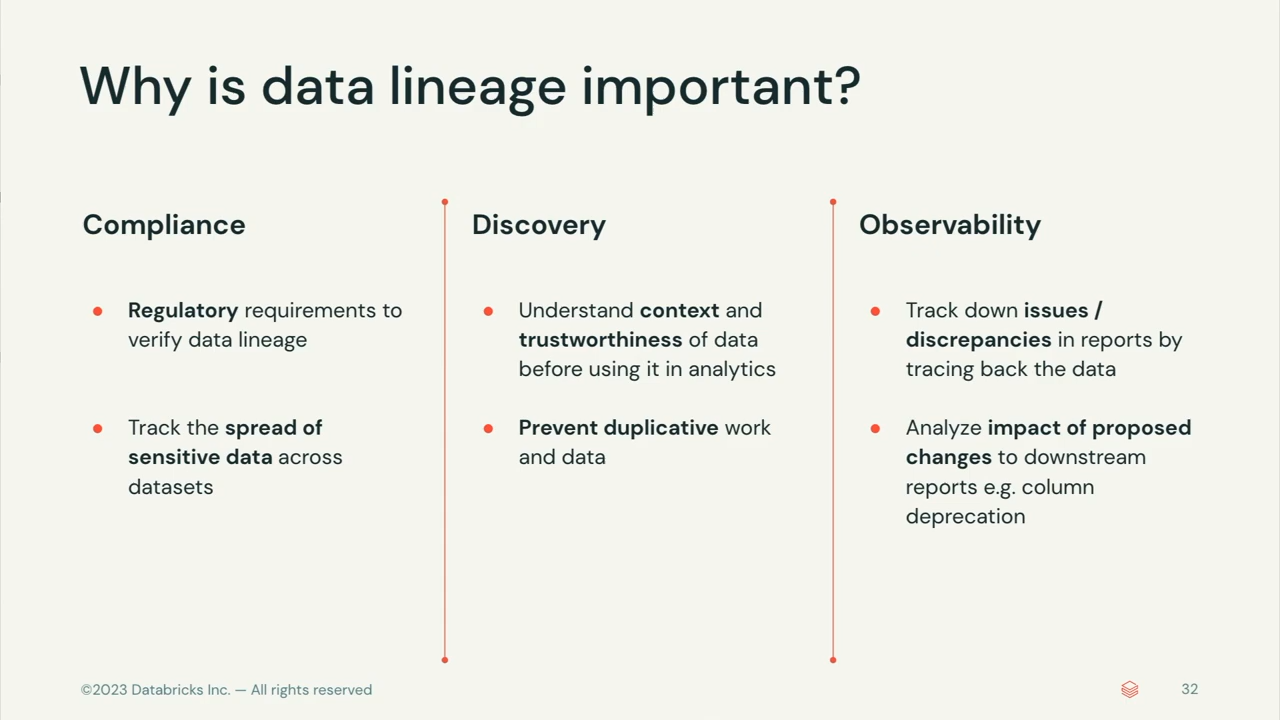 Why is data lineage important?
Compliance
Regulatory requirements to
verify data lineage
Track the spread of
sensitive data across
datasets
Discovery
Understand context and
trustworthiness of data
before using it in analytics
Prevent duplicative work
and data
Observability
Track down issues /
discrepancies in reports by
tracing back the data
Analyze impact of proposed
changes to downstream
reports e.g. column
deprecation
©2023 Databricks Inc. — All rights reserved
32